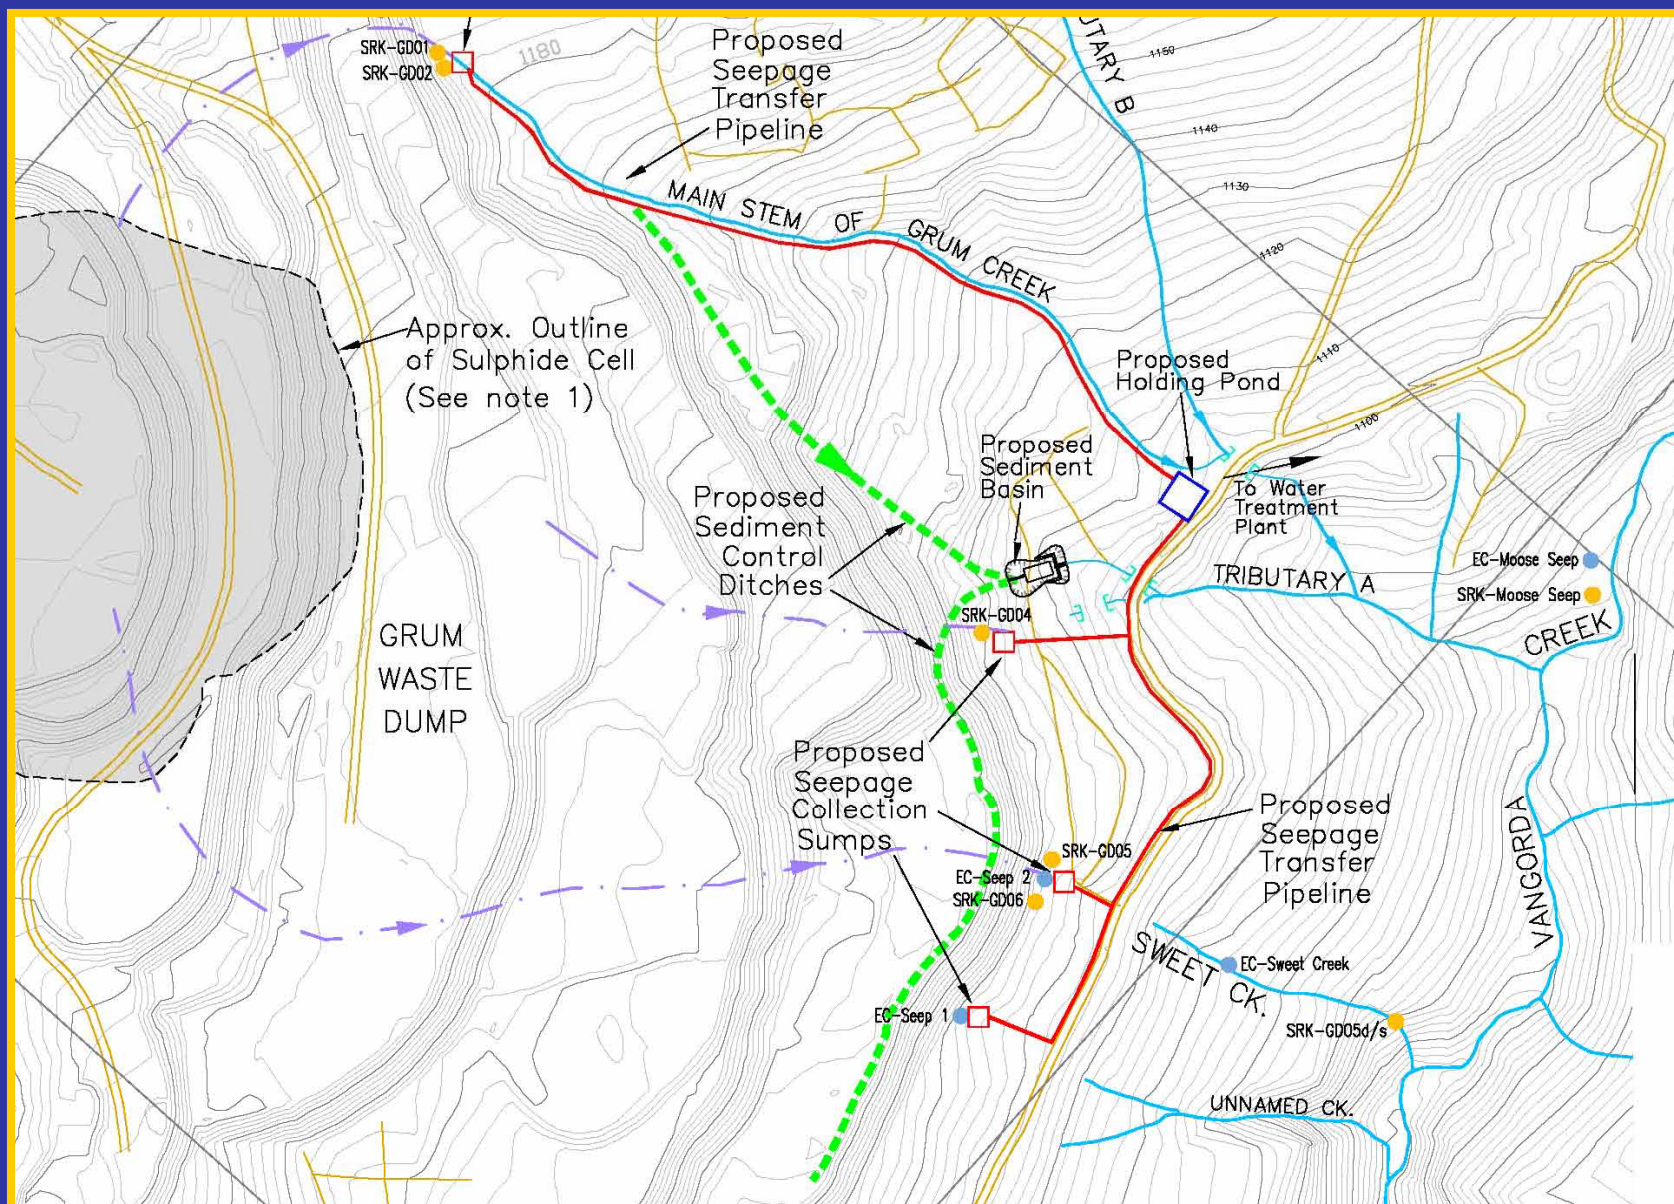 SRK-GD01
SRK-GD02
1180
Proposed
Seepage
Transfer
Pipeline
UTARY B
1150
1140
1130
1120
1110
1100
MAIN STEM OF GRUM CREEK
Approx. Outline
of Sulphide Cell
(See note 1)
Proposed
Holding Pond
Proposed
Sediment
Basin
To Water
Treatment
Plant
Proposed
Sediment
Control
Ditches
EC-Moose Seep
SRK-Moose Seep
TRIBUTARY A
CREEK
SRK-GD04
GRUM
WASTE
DUMP
Proposed
Seepage
Collection
Sumps
Proposed
Seepage
Transfer
Pipeline
VANGORDA
SRK-GD05
EC-Seep 2
SRK-GD06
SWEET CK.
EC-Sweet Creek
EC-Seep 1
SRK-GD05d/s
UNNAMED CK.